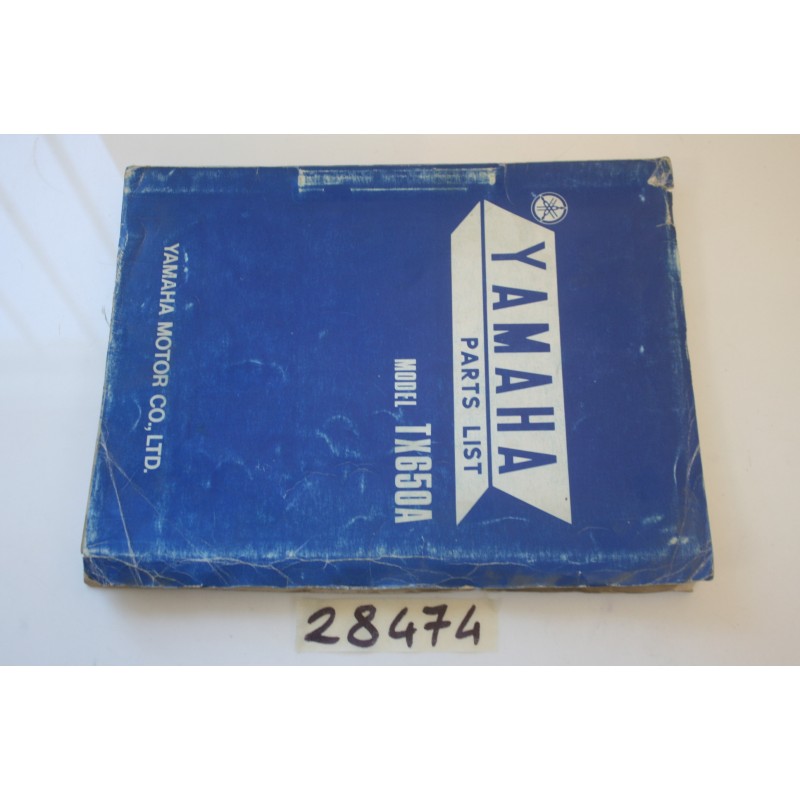 YAMAHA
PARTS LIST
MODEL TX650A
YAMAHA MOTOR CO., LTD.
28474